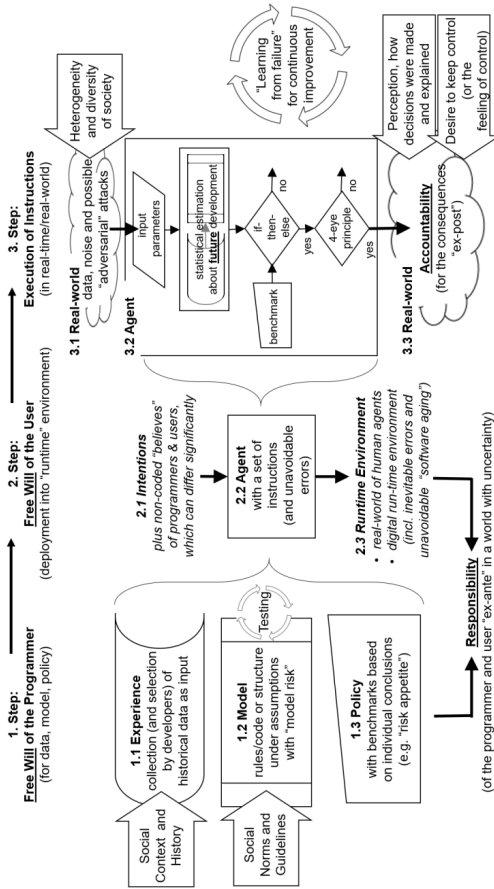 1. Step:
Free Will of the Programmer
(for data, model, policy)
2. Step:
Free Will of the User
(deployment into "runtime" environment)
3. Step:
Execution of Instructions
(in real-time/real-world)
Social
Context and
History
1.1 Experience
collection (and selection
by developers) of
historical data as input
Social
Norms and
Guidelines
1.2 Model
rules/code or structure
under assumptions
with "model risk"
Testing
1.3 Policy
with benchmarks based
on individual conclusions
(e.g. "risk appetite")
2.1 Intentions
plus non-coded "believes"
of programmers & users,
which can differ significantly
2.2 Agent
with a set of
instructions
(and unavoidable
errors)
2.3 Runtime Environment
• real-world of human agents
• digital run-time environment
(incl. inevitable errors and
unavoidable "software aging")
Responsibility
(of the programmer and user "ex-ante" in a world with uncertainty)
Heterogeneity
and diversity
of society
3.1 Real-world
data, noise and possible
"adversarial" attacks
3.2 Agent
input
parameters
statistical estimation
about future development
benchmark
if-
then-
else
no
yes
4-eye
principle
no
yes
3.3 Real-world
Accountability
(for the consequences
"ex-post")
"Learning
from failure"
for continuous
improvement
Perception, how
decisions were made
and explained
Desire to keep control
(or the
feeling of control)